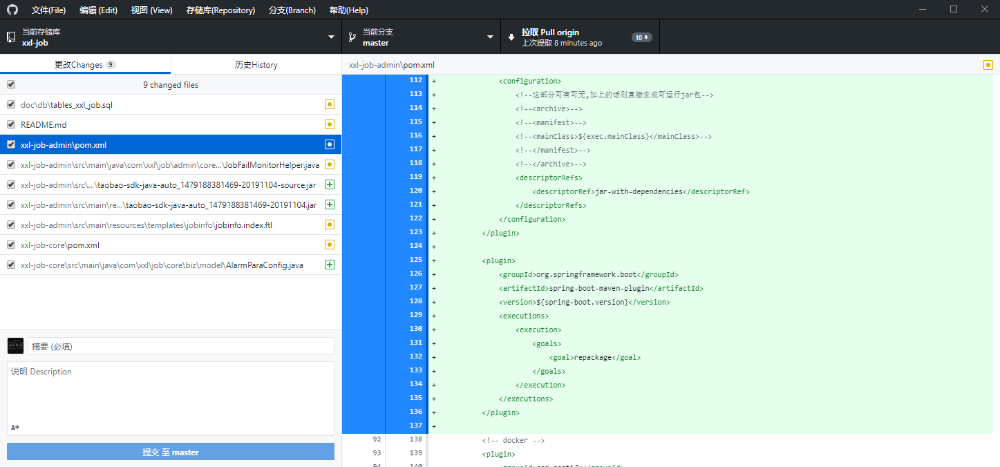 文件(File) 编辑 (Edit) 视图 (View) 存储库(Repository) 分支(Branch) 帮助(Help)
当前存储库
xxl-job
当前分支
master
拉取 Pull origin
上次提取 8 minutes ago
10
更改Changes 9
历史History
9 changed files
doc\db\tables_xxl_job.sql
README.md
xxl-job-admin\pom.xml
xxl-job-admin\src\main\java\com\xxl\job\admin\core...\JobFailMonitorHelper.java
xxl-job-admin\src\...\taobao-sdk-java-auto_1479188381469-20191104-source.jar
xxl-job-admin\src\main\re...\taobao-sdk-java-auto_1479188381469-20191104.jar
xxl-job-admin\src\main\resources\templates\jobinfo\jobinfo.index.ftl
xxl-job-core\pom.xml
xxl-job-core\src\main\java\com\xxl\job\core\biz\model\AlarmParaConfig.java
摘要 (必填)
说明 Description
提交 至 master
xxl-job-admin\pom.xml
112 + <configuration>
113 + <!--这部分可有可无,加上的话则直接生成可运行jar包-->
114 + <!--<archive>-->
115 + <!--<manifest>-->
116 + <!--<mainClass>${exec.mainClass}</mainClass>-->
117 + <!--</manifest>-->
118 + <!--</archive>-->
119 + <descriptorRefs>
120 + <descriptorRef>jar-with-dependencies</descriptorRef>
121 + </descriptorRefs>
122 + </configuration>
123 + </plugin>
124 +
125 + <plugin>
126 + <groupId>org.springframework.boot</groupId>
127 + <artifactId>spring-boot-maven-plugin</artifactId>
128 + <version>${spring-boot.version}</version>
129 + <executions>
130 + <execution>
131 + <goals>
132 + <goal>repackage</goal>
133 + </goals>
134 + </execution>
135 + </executions>
136 + </plugin>
137 +
92 138 <!-- docker -->
93 139 <plugin>
94 140 <groupId>com.spotify</groupId>